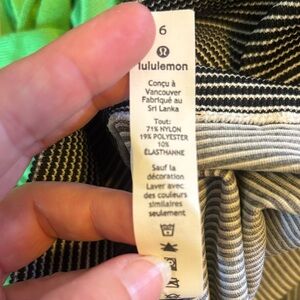 6
lululemon
Conçu à
Vancouver
Fabriqué au
Sri Lanka
Tout:
71% NYLON
19% POLYESTER
10%
ÉLASTHANNE
Sauf la
décoration
Laver avec
des couleurs
similaires
seulement